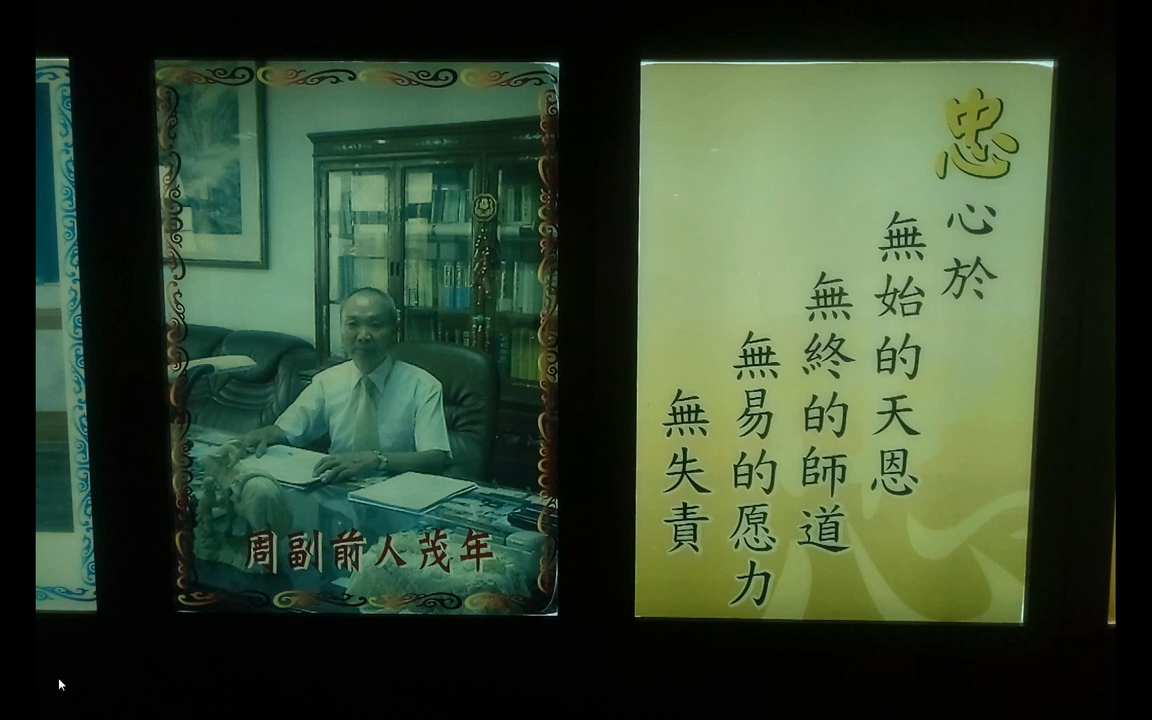 周副前人茂年
忠
心於
無始的天恩
無終的師道
無易的愿力
無失責